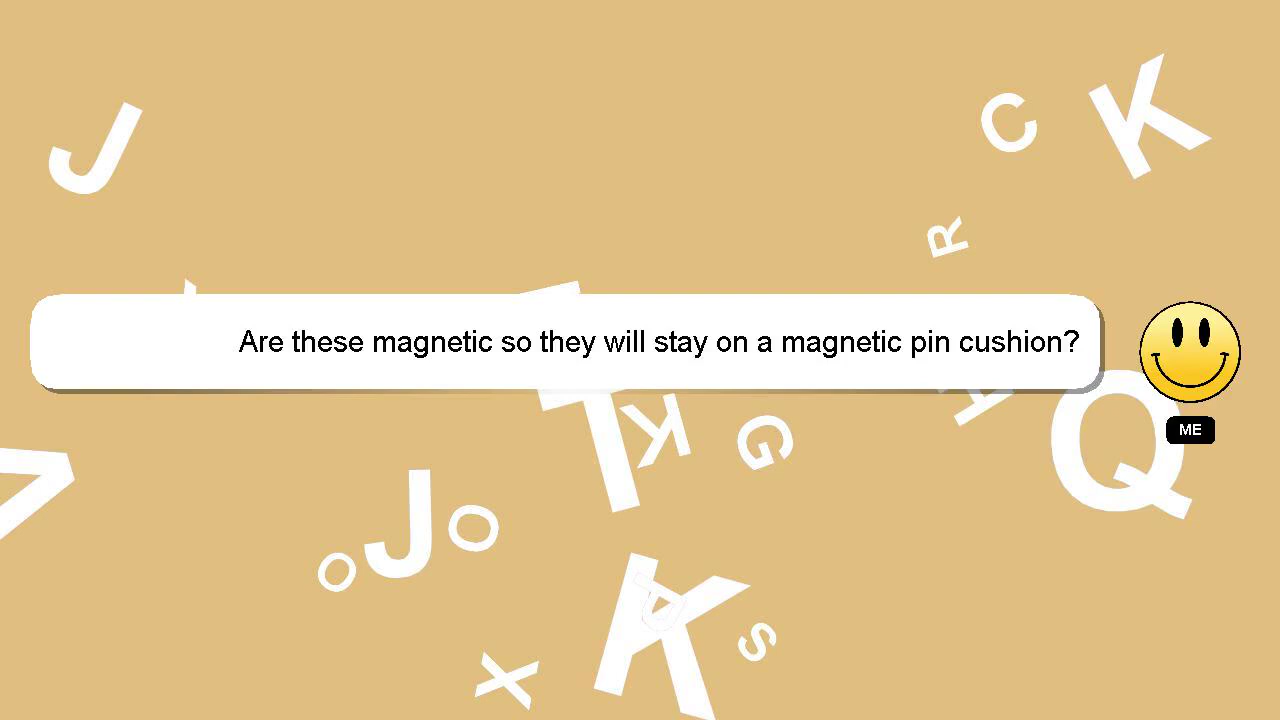 J
C
K
R
Are these magnetic so they will stay on a magnetic pin cushion?
ME
T
K
G
Q
J
O
O
K
S
X